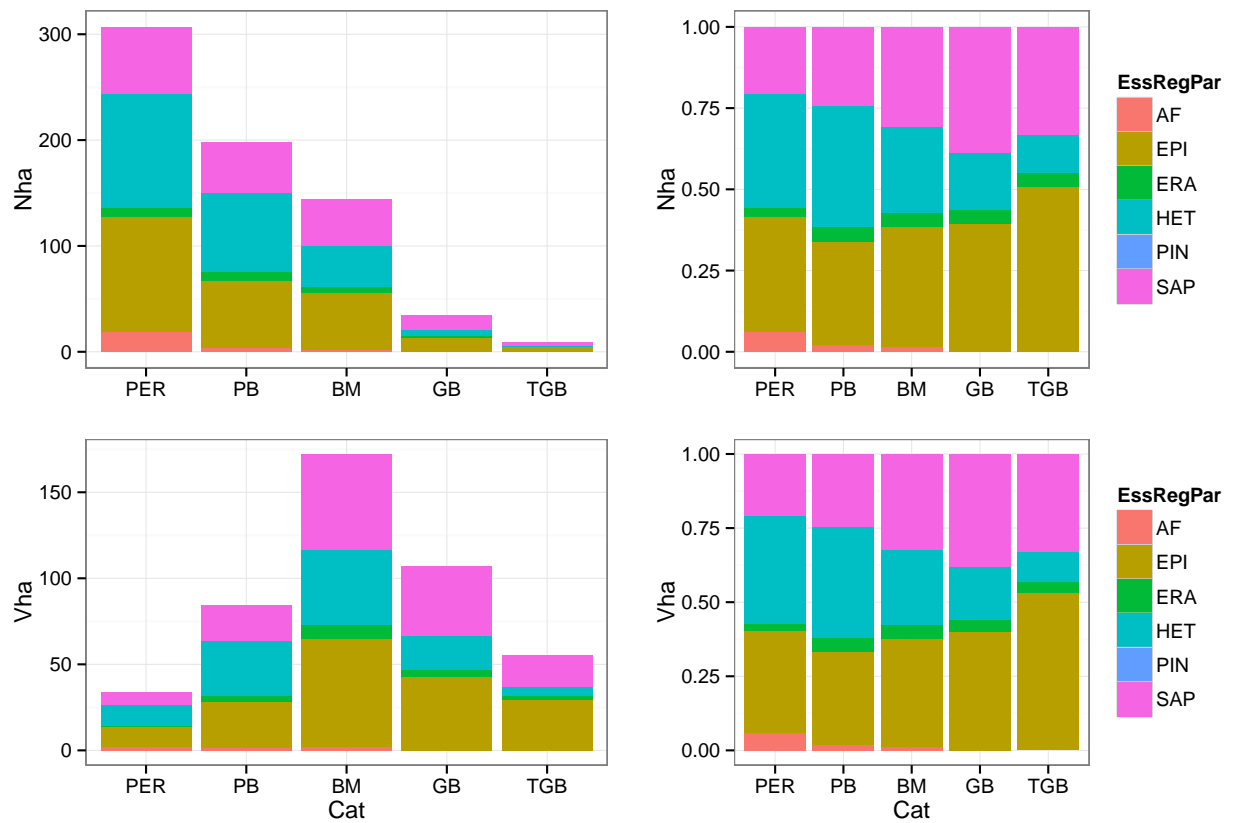 300
200
100
0
Nha
PER PB BM GB TGB
1.00
0.75
0.50
0.25
0.00
Nha
PER PB BM GB TGB
EssRegPar
AF
EPI
ERA
HET
PIN
SAP
150
100
50
0
Vha
PER PB BM GB TGB
Cat
1.00
0.75
0.50
0.25
0.00
Vha
PER PB BM GB TGB
Cat
EssRegPar
AF
EPI
ERA
HET
PIN
SAP